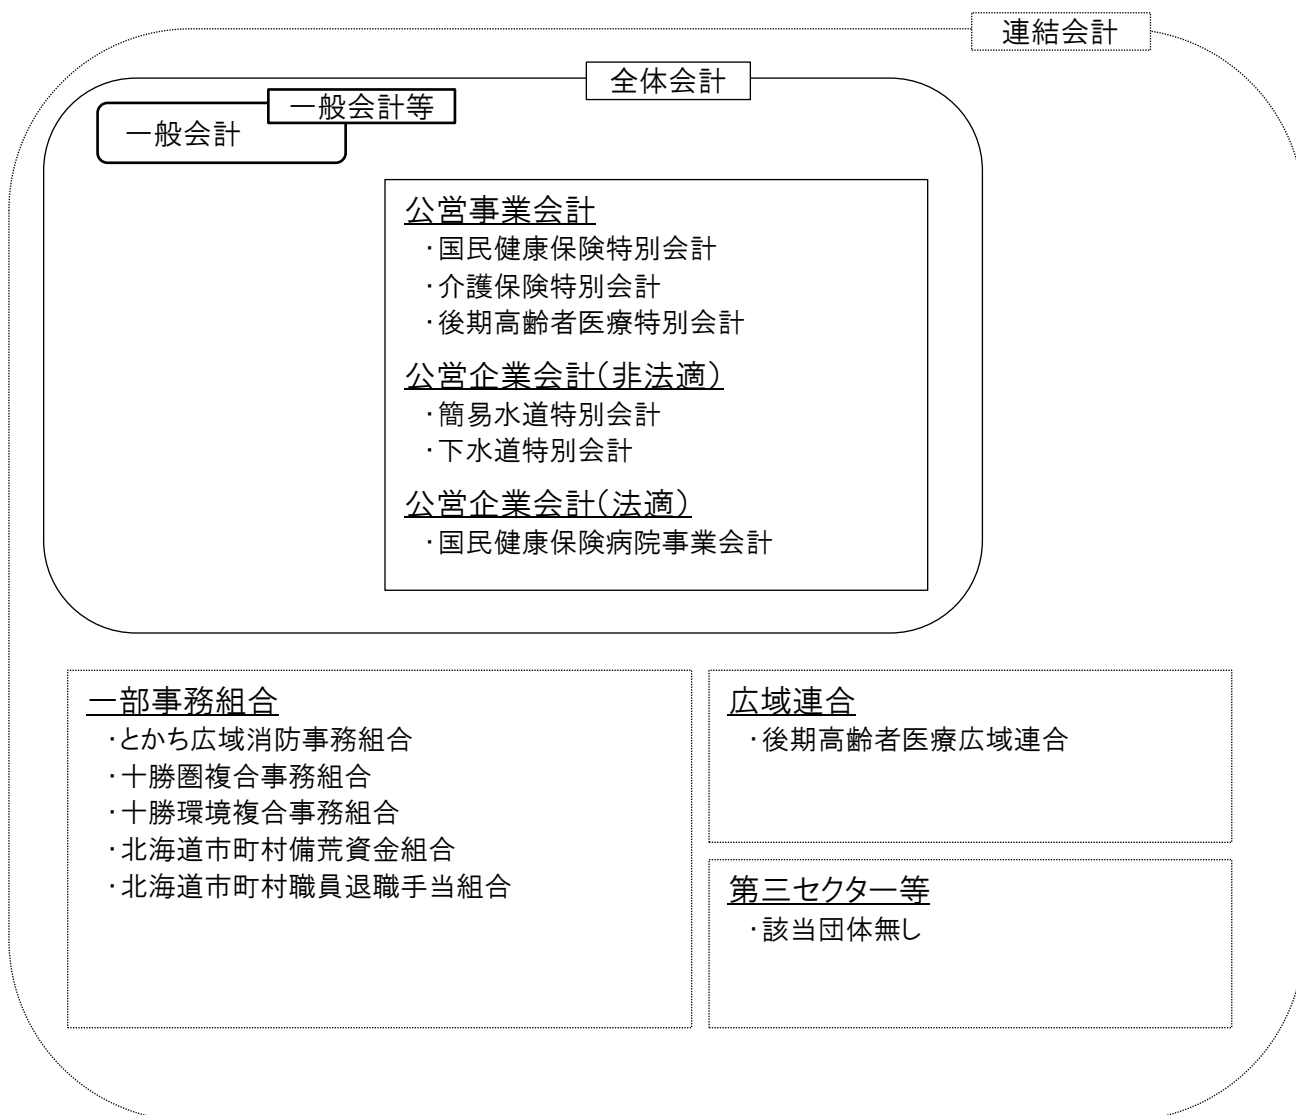 連結会計
全体会計
一般会計等
一般会計
公営事業会計
・国民健康保険特別会計
・介護保険特別会計
・後期高齢者医療特別会計
公営企業会計(非法適)
・簡易水道特別会計
・下水道特別会計
公営企業会計(法適)
・国民健康保険病院事業会計
一部事務組合
・とかち広域消防事務組合
・十勝圏複合事務組合
・十勝環境複合事務組合
・北海道市町村備荒資金組合
・北海道市町村職員退職手当組合
広域連合
・後期高齢者医療広域連合
第三セクター等
・該当団体無し